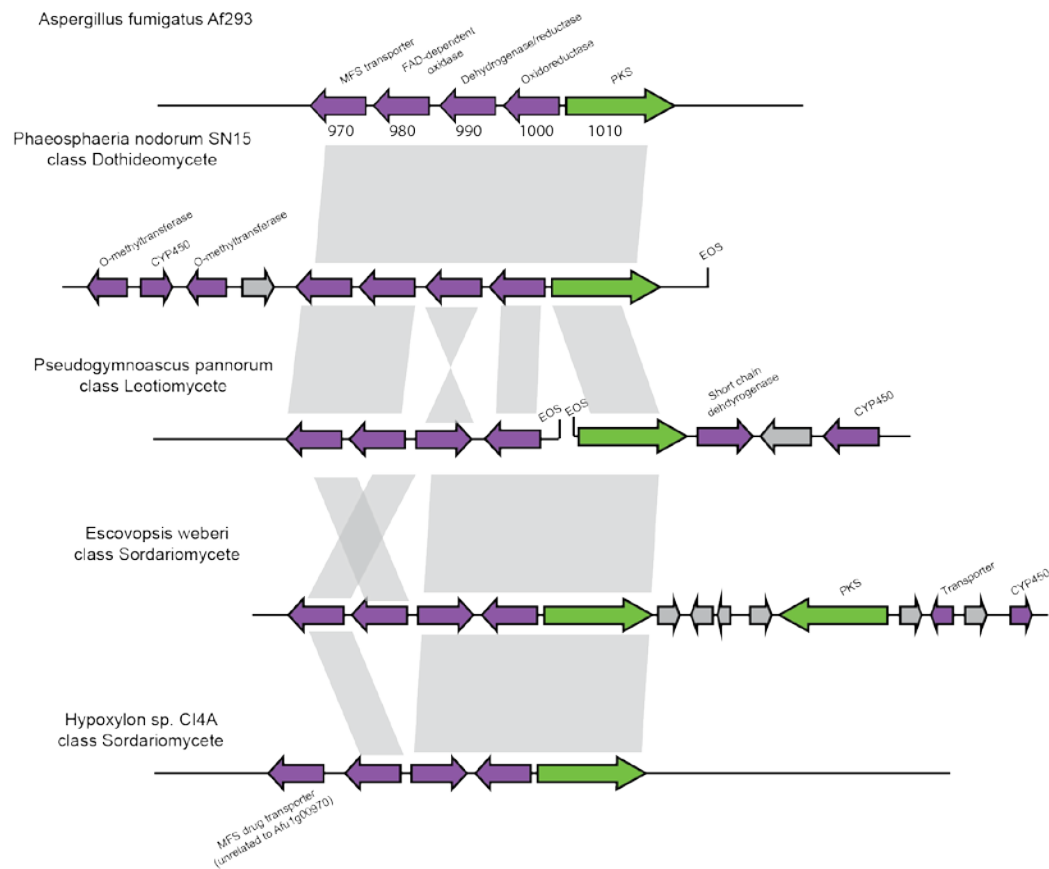 Aspergillus fumigatus Af293
MFS transporter
FAD-dependent
oxidase
Dehydrogenase/reductase
Oxidoreductase
PKS
970
980
990
1000
1010
Phaeosphaeria nodorum SN15
class Dothideomycete
O-methyltransferase
CYP450
O-methyltransferase
EOS
Pseudogymnoascus pannorum
class Leotiomycete
EOS
EOS
Short chain
dehdyrogenase
CYP450
Escovopsis weberi
class Sordariomycete
PKS
Transporter
CYP450
Hypoxylon sp. CI4A
class Sordariomycete
MFS drug transporter
(unrelated to Afu1g00970)